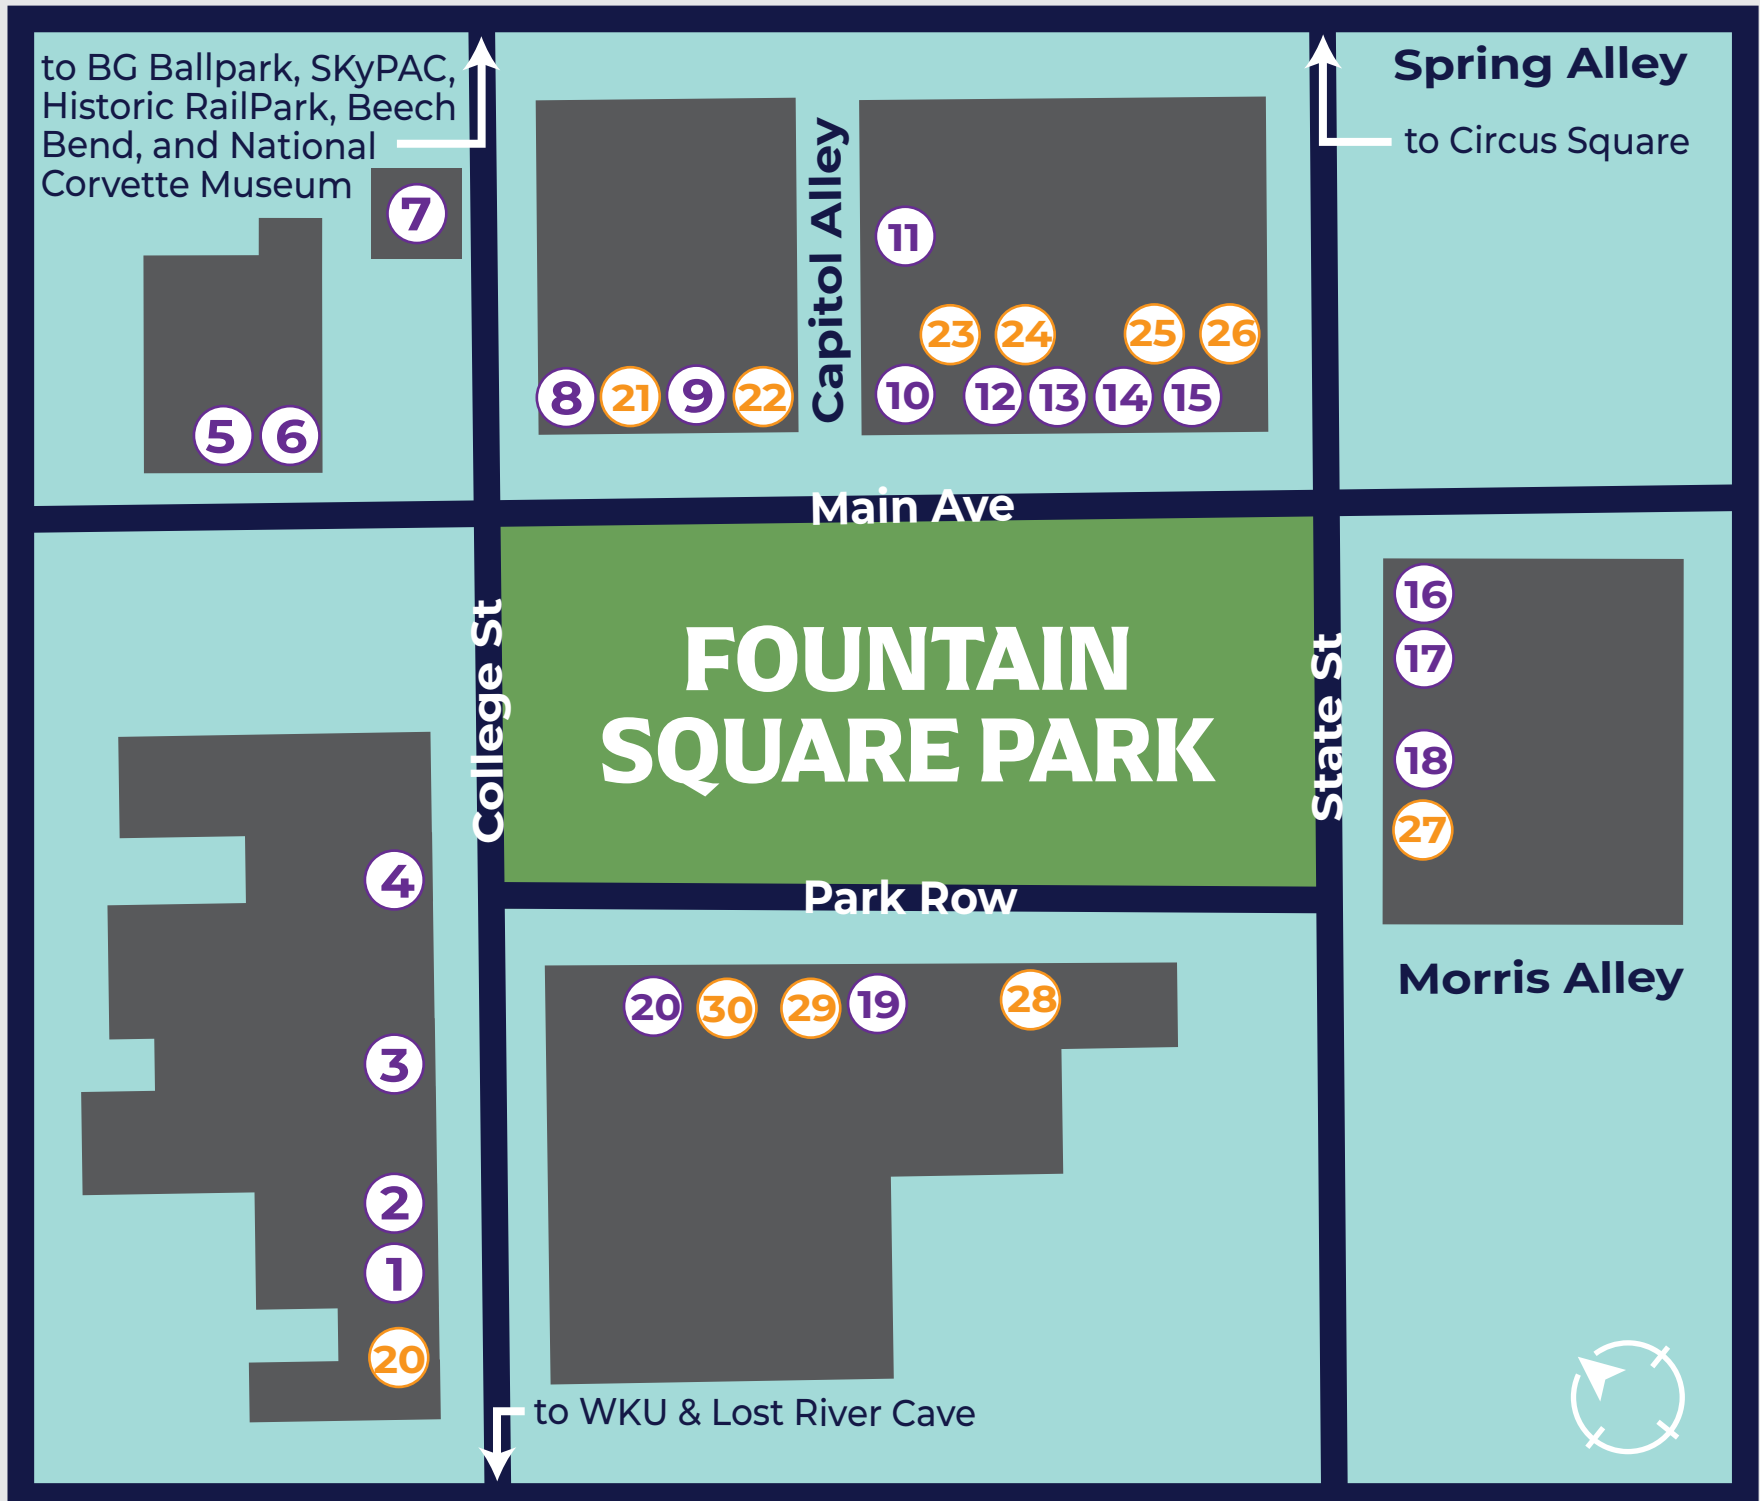 to BG Ballpark, SKyPAC,
Historic RailPark, Beech
Bend, and National
Corvette Museum
Spring Alley
to Circus Square
7
Capitol Alley
11
23
24
25
26
8
21
9
22
10
12
13
14
15
5
6
Main Ave
College St
FOUNTAIN
SQUARE PARK
State St
16
17
18
27
4
Park Row
Morris Alley
20
30
29
19
28
3
2
1
20
to WKU & Lost River Cave